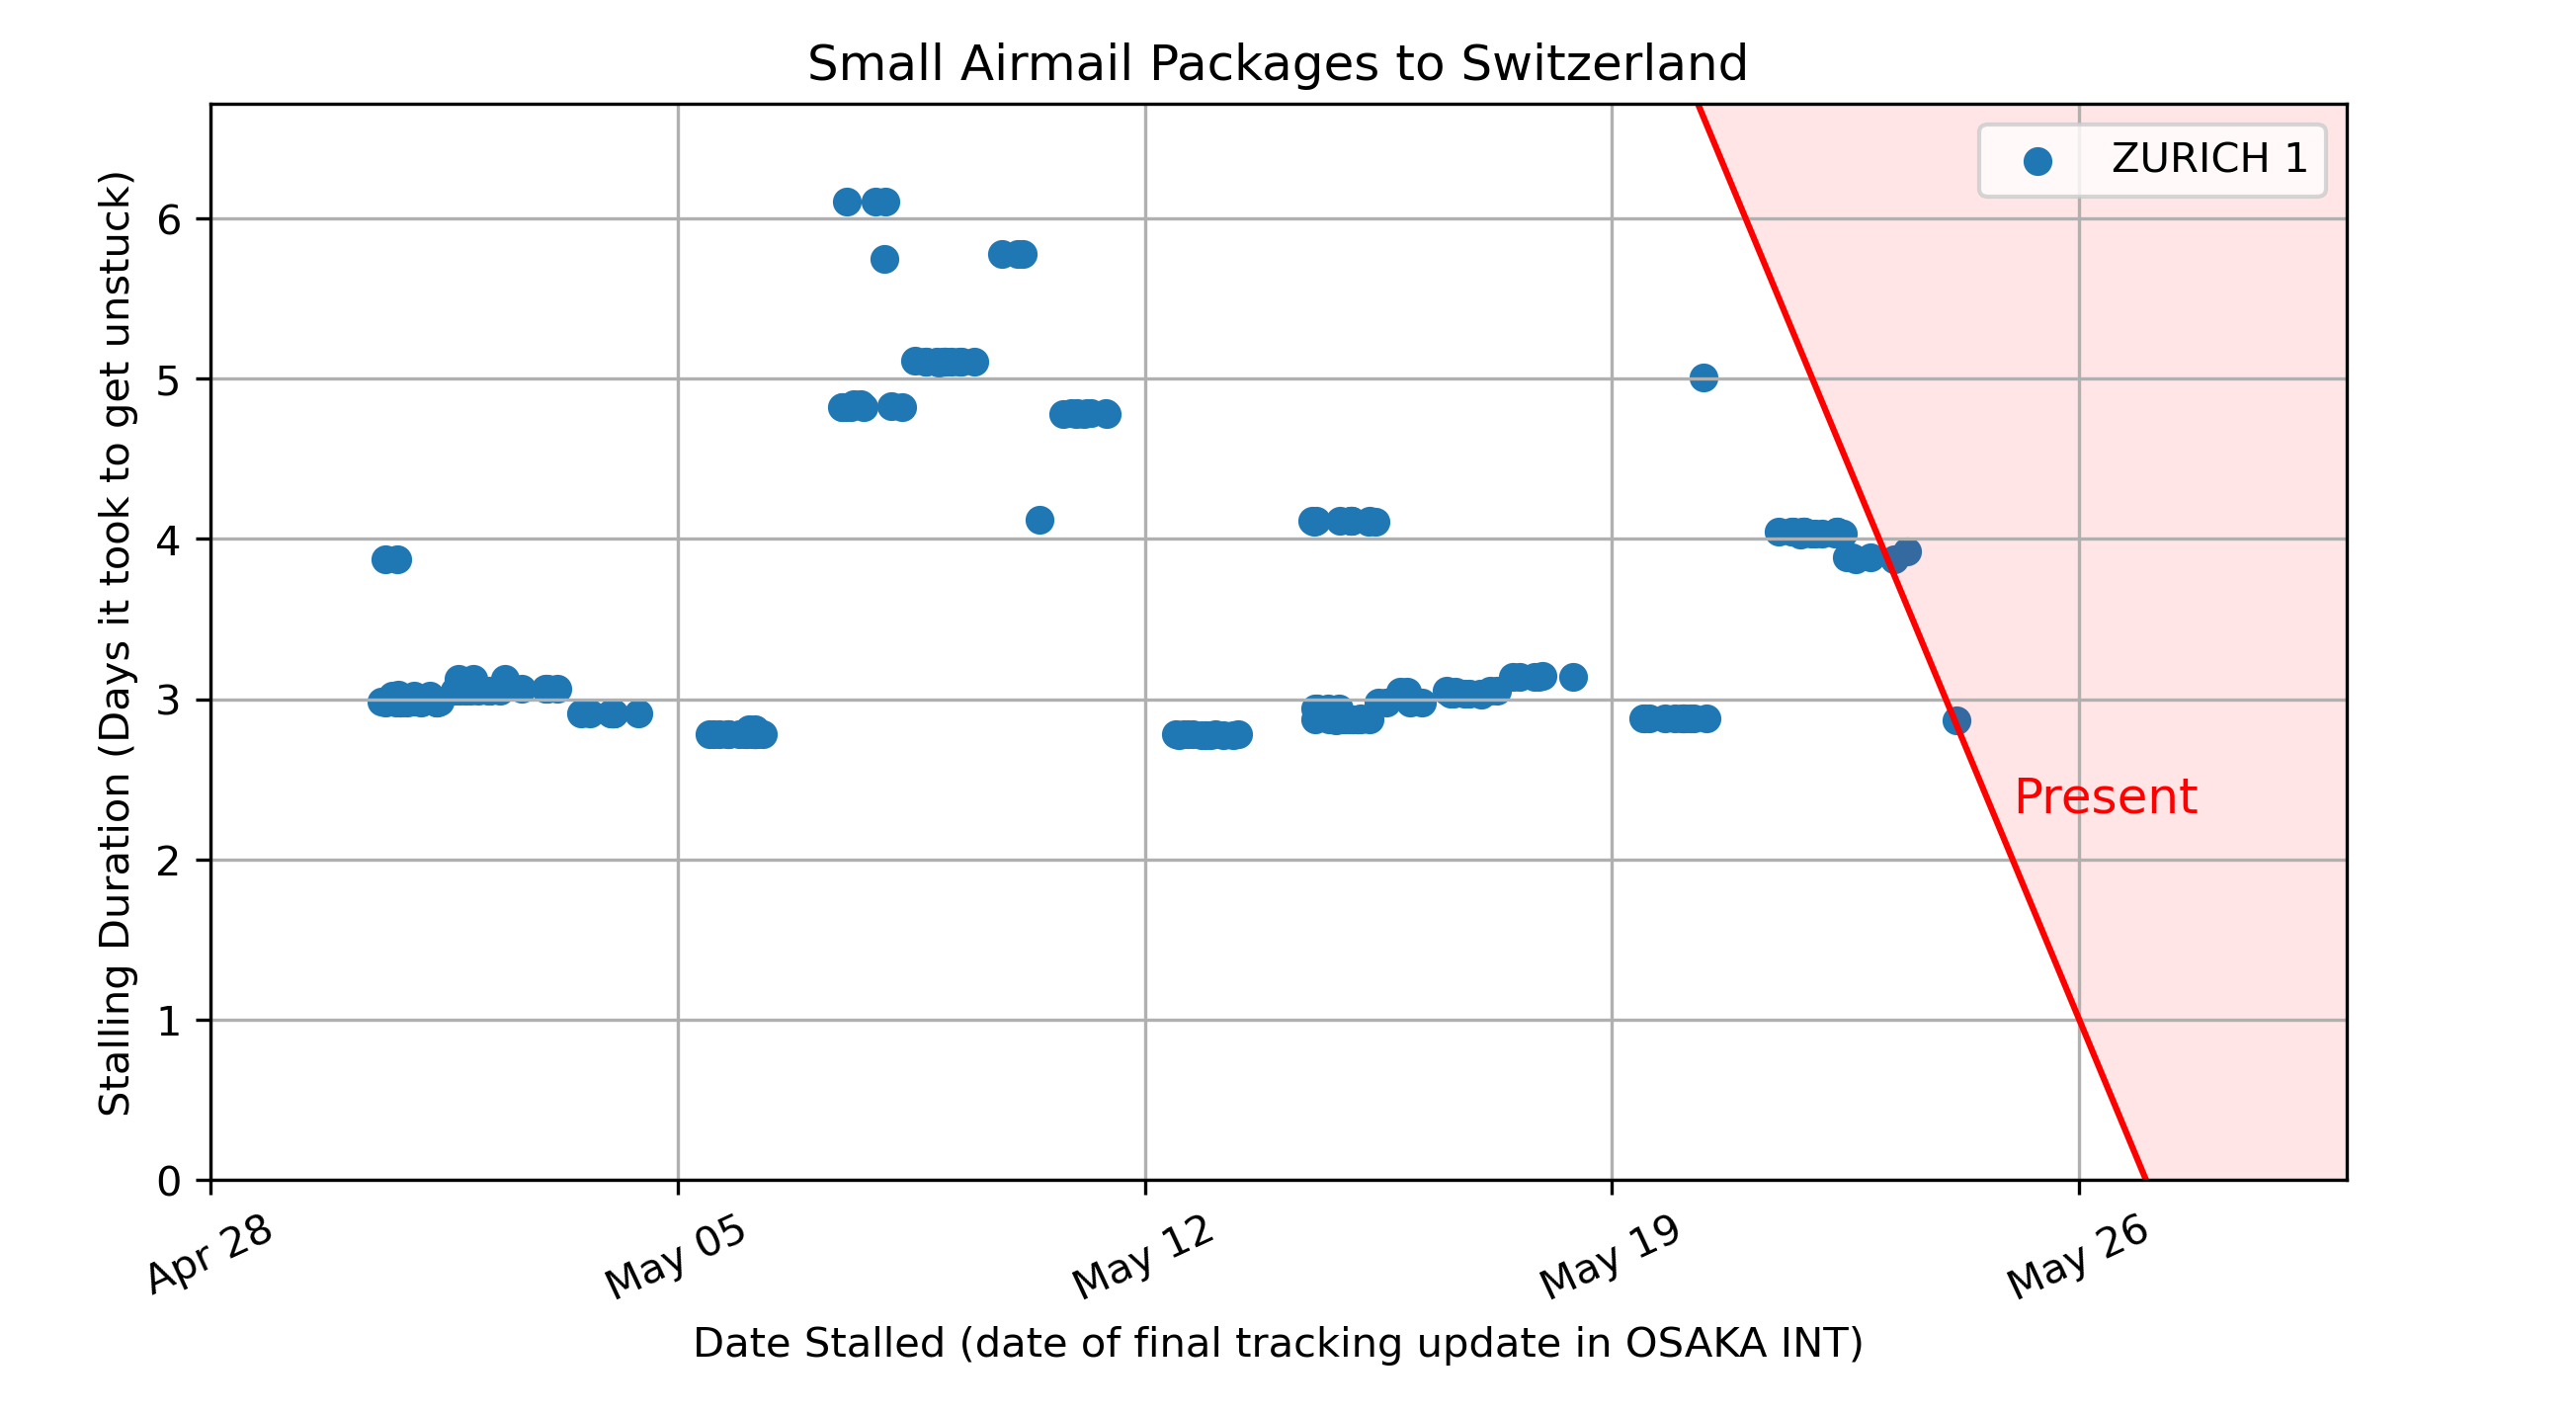 Small Airmail Packages to Switzerland
ZURICH 1
Stalling Duration (Days it took to get unstuck)
6
5
4
3
2
1
0
Present
Apr 28
May 05
May 12
May 19
May 26
Date Stalled (date of final tracking update in OSAKA INT)